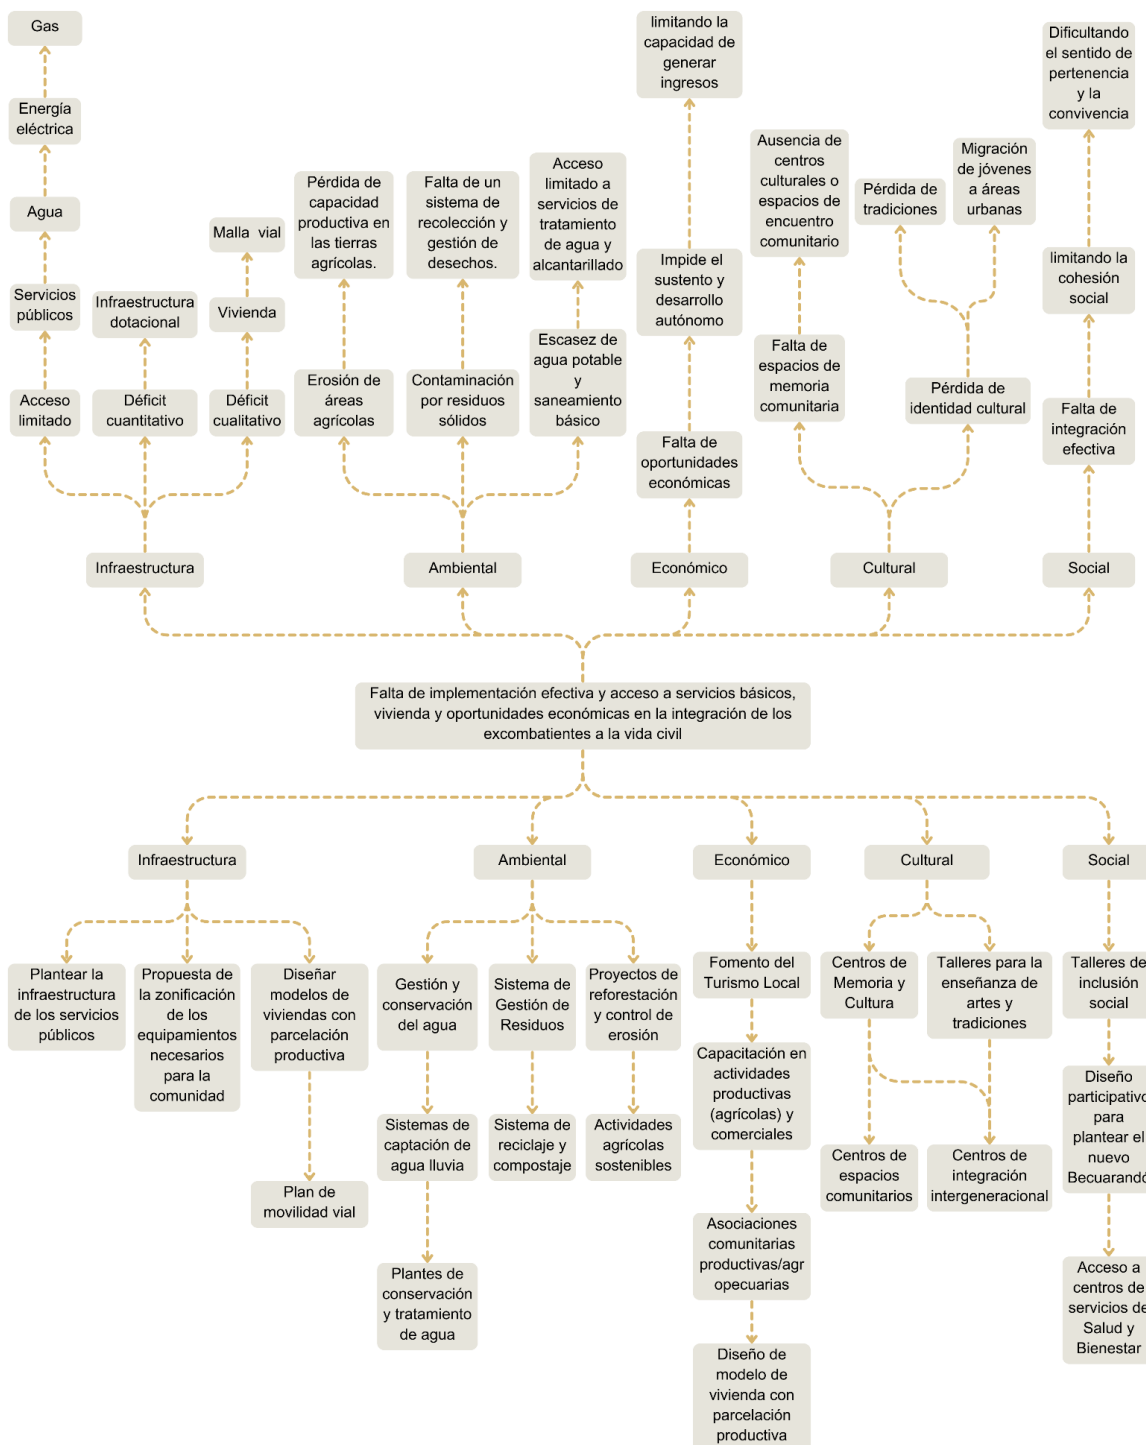 Gas
Energía
eléctrica
Agua
Servicios
públicos
Acceso
limitado
Infraestructura
dotacional
Déficit
cuantitativo
Malla  vial
Vivienda
Déficit
cualitativo
Infraestructura
Pérdida de
capacidad
productiva en
las tierras
agrícolas.
Erosión de
áreas
agrícolas
Falta de un
sistema de
recolección y
gestión de
desechos.
Contaminación
por residuos
sólidos
Acceso
limitado a
servicios de
tratamiento
de agua y
alcantarillado
Escasez de
agua potable
y
saneamiento
básico
Ambiental
limitando la
capacidad de
generar
ingresos
Impide el
sustento y
desarrollo
autónomo
Falta de
oportunidades
económicas
Económico
Ausencia de
centros
culturales o
espacios de
encuentro
comunitario
Falta de
espacios de
memoria
comunitaria
Pérdida de
tradiciones
Migración
de jóvenes
a áreas
urbanas
Pérdida de
identidad cultural
Cultural
Dificultando
el sentido de
pertenencia
y la
convivencia
limitando la
cohesión
social
Falta de
integración
efectiva
Social
Falta de implementación efectiva y acceso a servicios básicos,
vivienda y oportunidades económicas en la integración de los
excombatientes a la vida civil
Infraestructura
Plantear la
infraestructura
de los servicios
públicos
Propuesta de
la zonificación
de los
equipamientos
necesarios
para la
comunidad
Diseñar
modelos de
viviendas con
parcelación
productiva
Plan de
movilidad vial
Ambiental
Gestión y
conservación
del agua
Sistemas de
captación de
agua lluvia
Plantes de
conservación
y tratamiento
de agua
Sistema de
Gestión de
Residuos
Sistema de
reciclaje y
compostaje
Proyectos de
reforestación
y control de
erosión
Actividades
agrícolas
sostenibles
Económico
Fomento del
Turismo Local
Capacitación en
actividades
productivas
(agrícolas) y
comerciales
Asociaciones
comunitarias
productivas/agr
opecuarias
Diseño de
modelo de
vivienda con
parcelación
productiva
Cultural
Centros de
Memoria y
Cultura
Centros de
espacios
comunitarios
Talleres para la
enseñanza de
artes y
tradiciones
Centros de
integración
intergeneracional
Social
Talleres de
inclusión
social
Diseño
participativo
para
plantear el
nuevo
Becuarandó
Acceso a
centros de
servicios de
Salud y
Bienestar